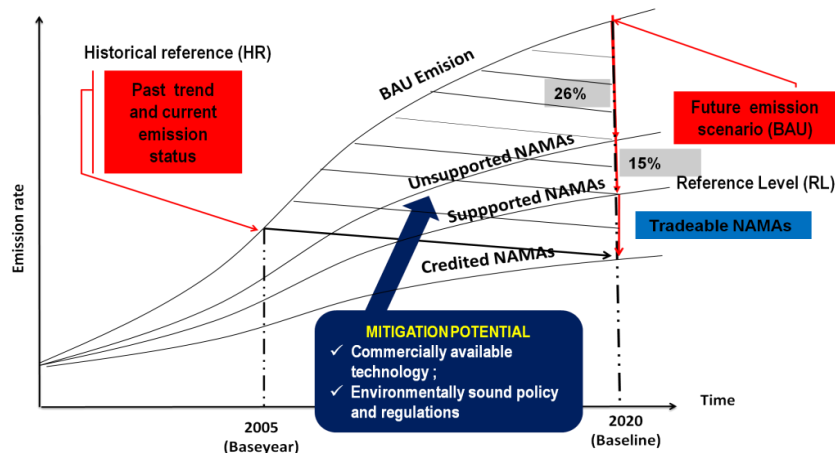 Historical reference (HR)
Past trend
and current
emission
status
BAU Emision
26%
Future emission
scenario (BAU)
Unsupported NAMAs
15%
Suppported NAMAs
Reference Level (RL)
Tradeable NAMAs
Credited NAMAs
Emission rate
MITIGATION POTENTIAL
✓ Commercially available
technology ;
✓ Environmentally sound policy
and regulations
Time
2005
(Baseyear)
2020
(Baseline)